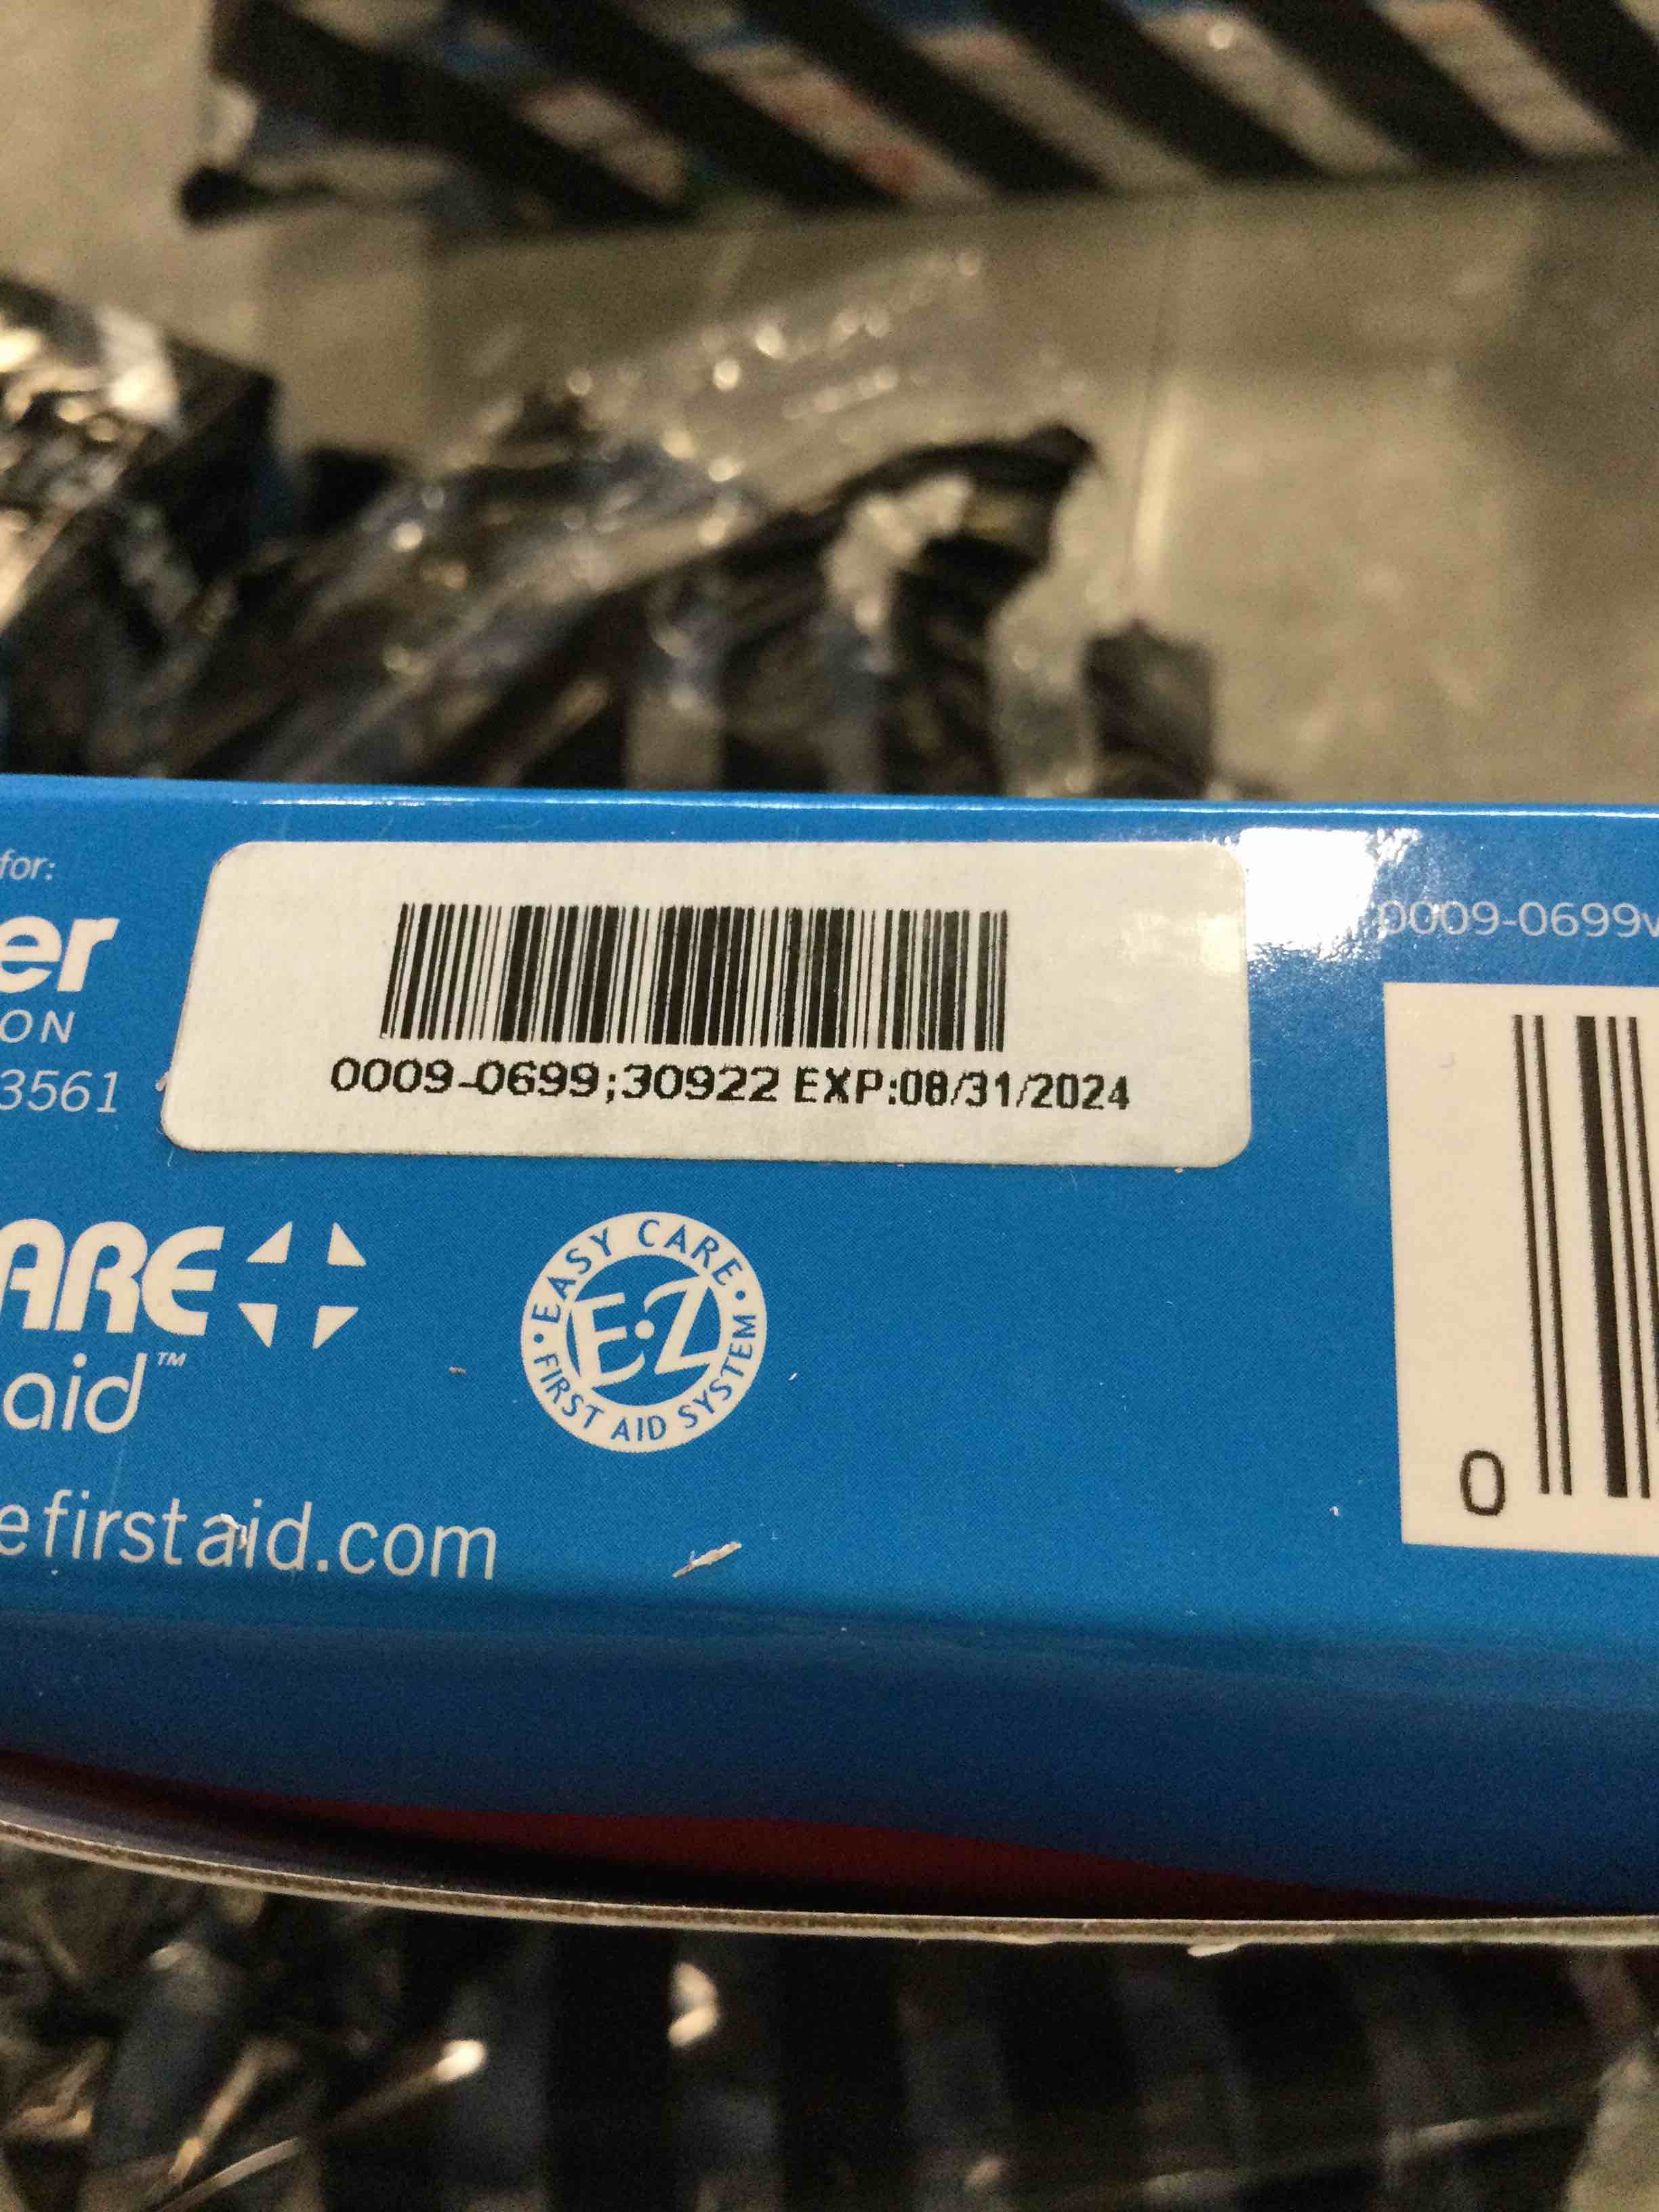 for:
er
ON
3561
0009-0699;30922 EXP:08/31/2024
0009-0699v
ARE
aid™
EASY CARE • FIRST AID SYSTEM •
E·Z
efirstaid.com
0